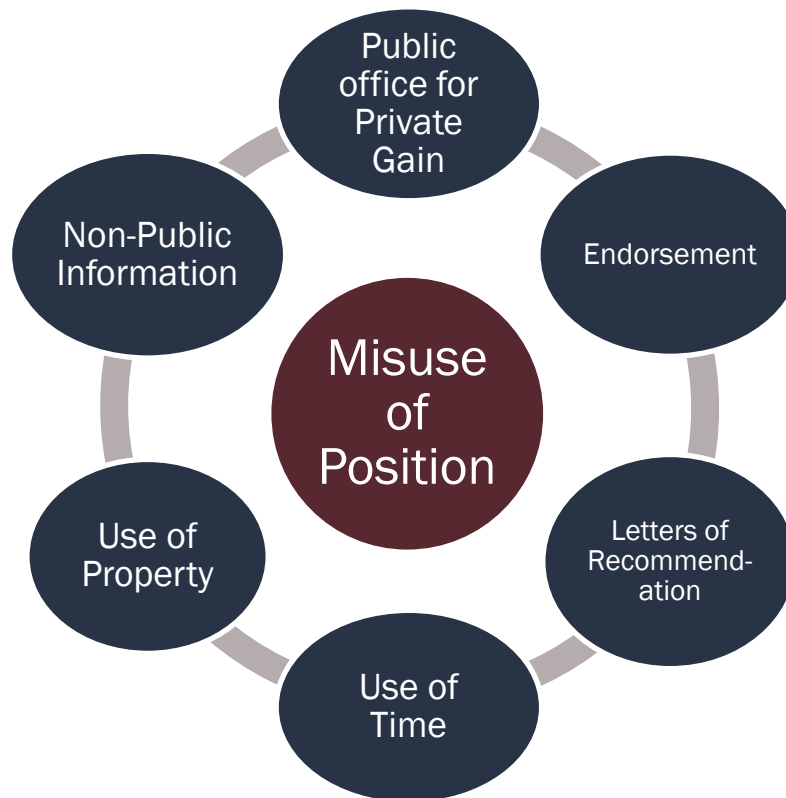 Public
office for
Private
Gain
Endorsement
Letters of
Recommend-
ation
Use of
Time
Use of
Property
Non-Public
Information
Misuse
of
Position